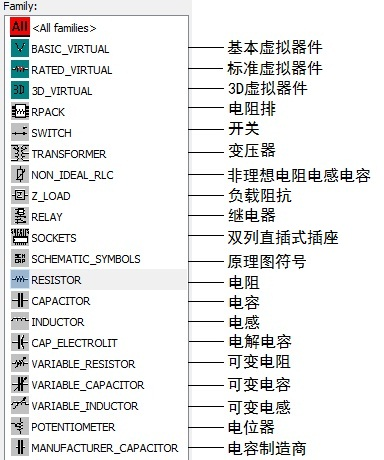 Family:
All <All families>
BASIC_VIRTUAL 基本虚拟器件
RATED_VIRTUAL 标准虚拟器件
3D 3D_VIRTUAL 3D虚拟器件
RPACK 电阻排
SWITCH 开关
TRANSFORMER 变压器
NON_IDEAL_RLC 非理想电阻电感电容
Z Z_LOAD 负载阻抗
RELAY 继电器
SOCKETS 双列直插式插座
SCHEMATIC_SYMBOLS 原理图符号
RESISTOR 电阻
CAPACITOR 电容
INDUCTOR 电感
CAP_ELECTROLIT 电解电容
VARIABLE_RESISTOR 可变电阻
VARIABLE_CAPACITOR 可变电容
VARIABLE_INDUCTOR 可变电感
POTENTIOMETER 电位器
MANUFACTURER_CAPACITOR 电容制造商